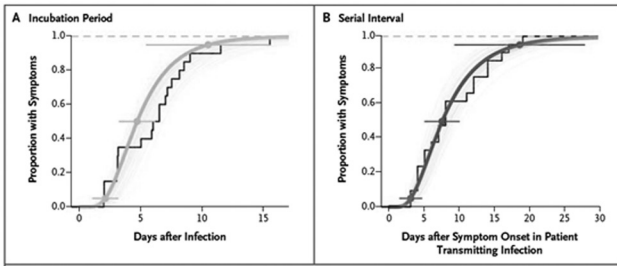 A Incubation Period
1.0
0.8
0.6
0.4
0.2
0.0
Proportion with Symptoms
0 5 10 15
Days after Infection
B Serial Interval
1.0
0.8
0.6
0.4
0.2
0.0
Proportion with Symptoms
0 5 10 15 20 25 30
Days after Symptom Onset in Patient
Transmitting Infection